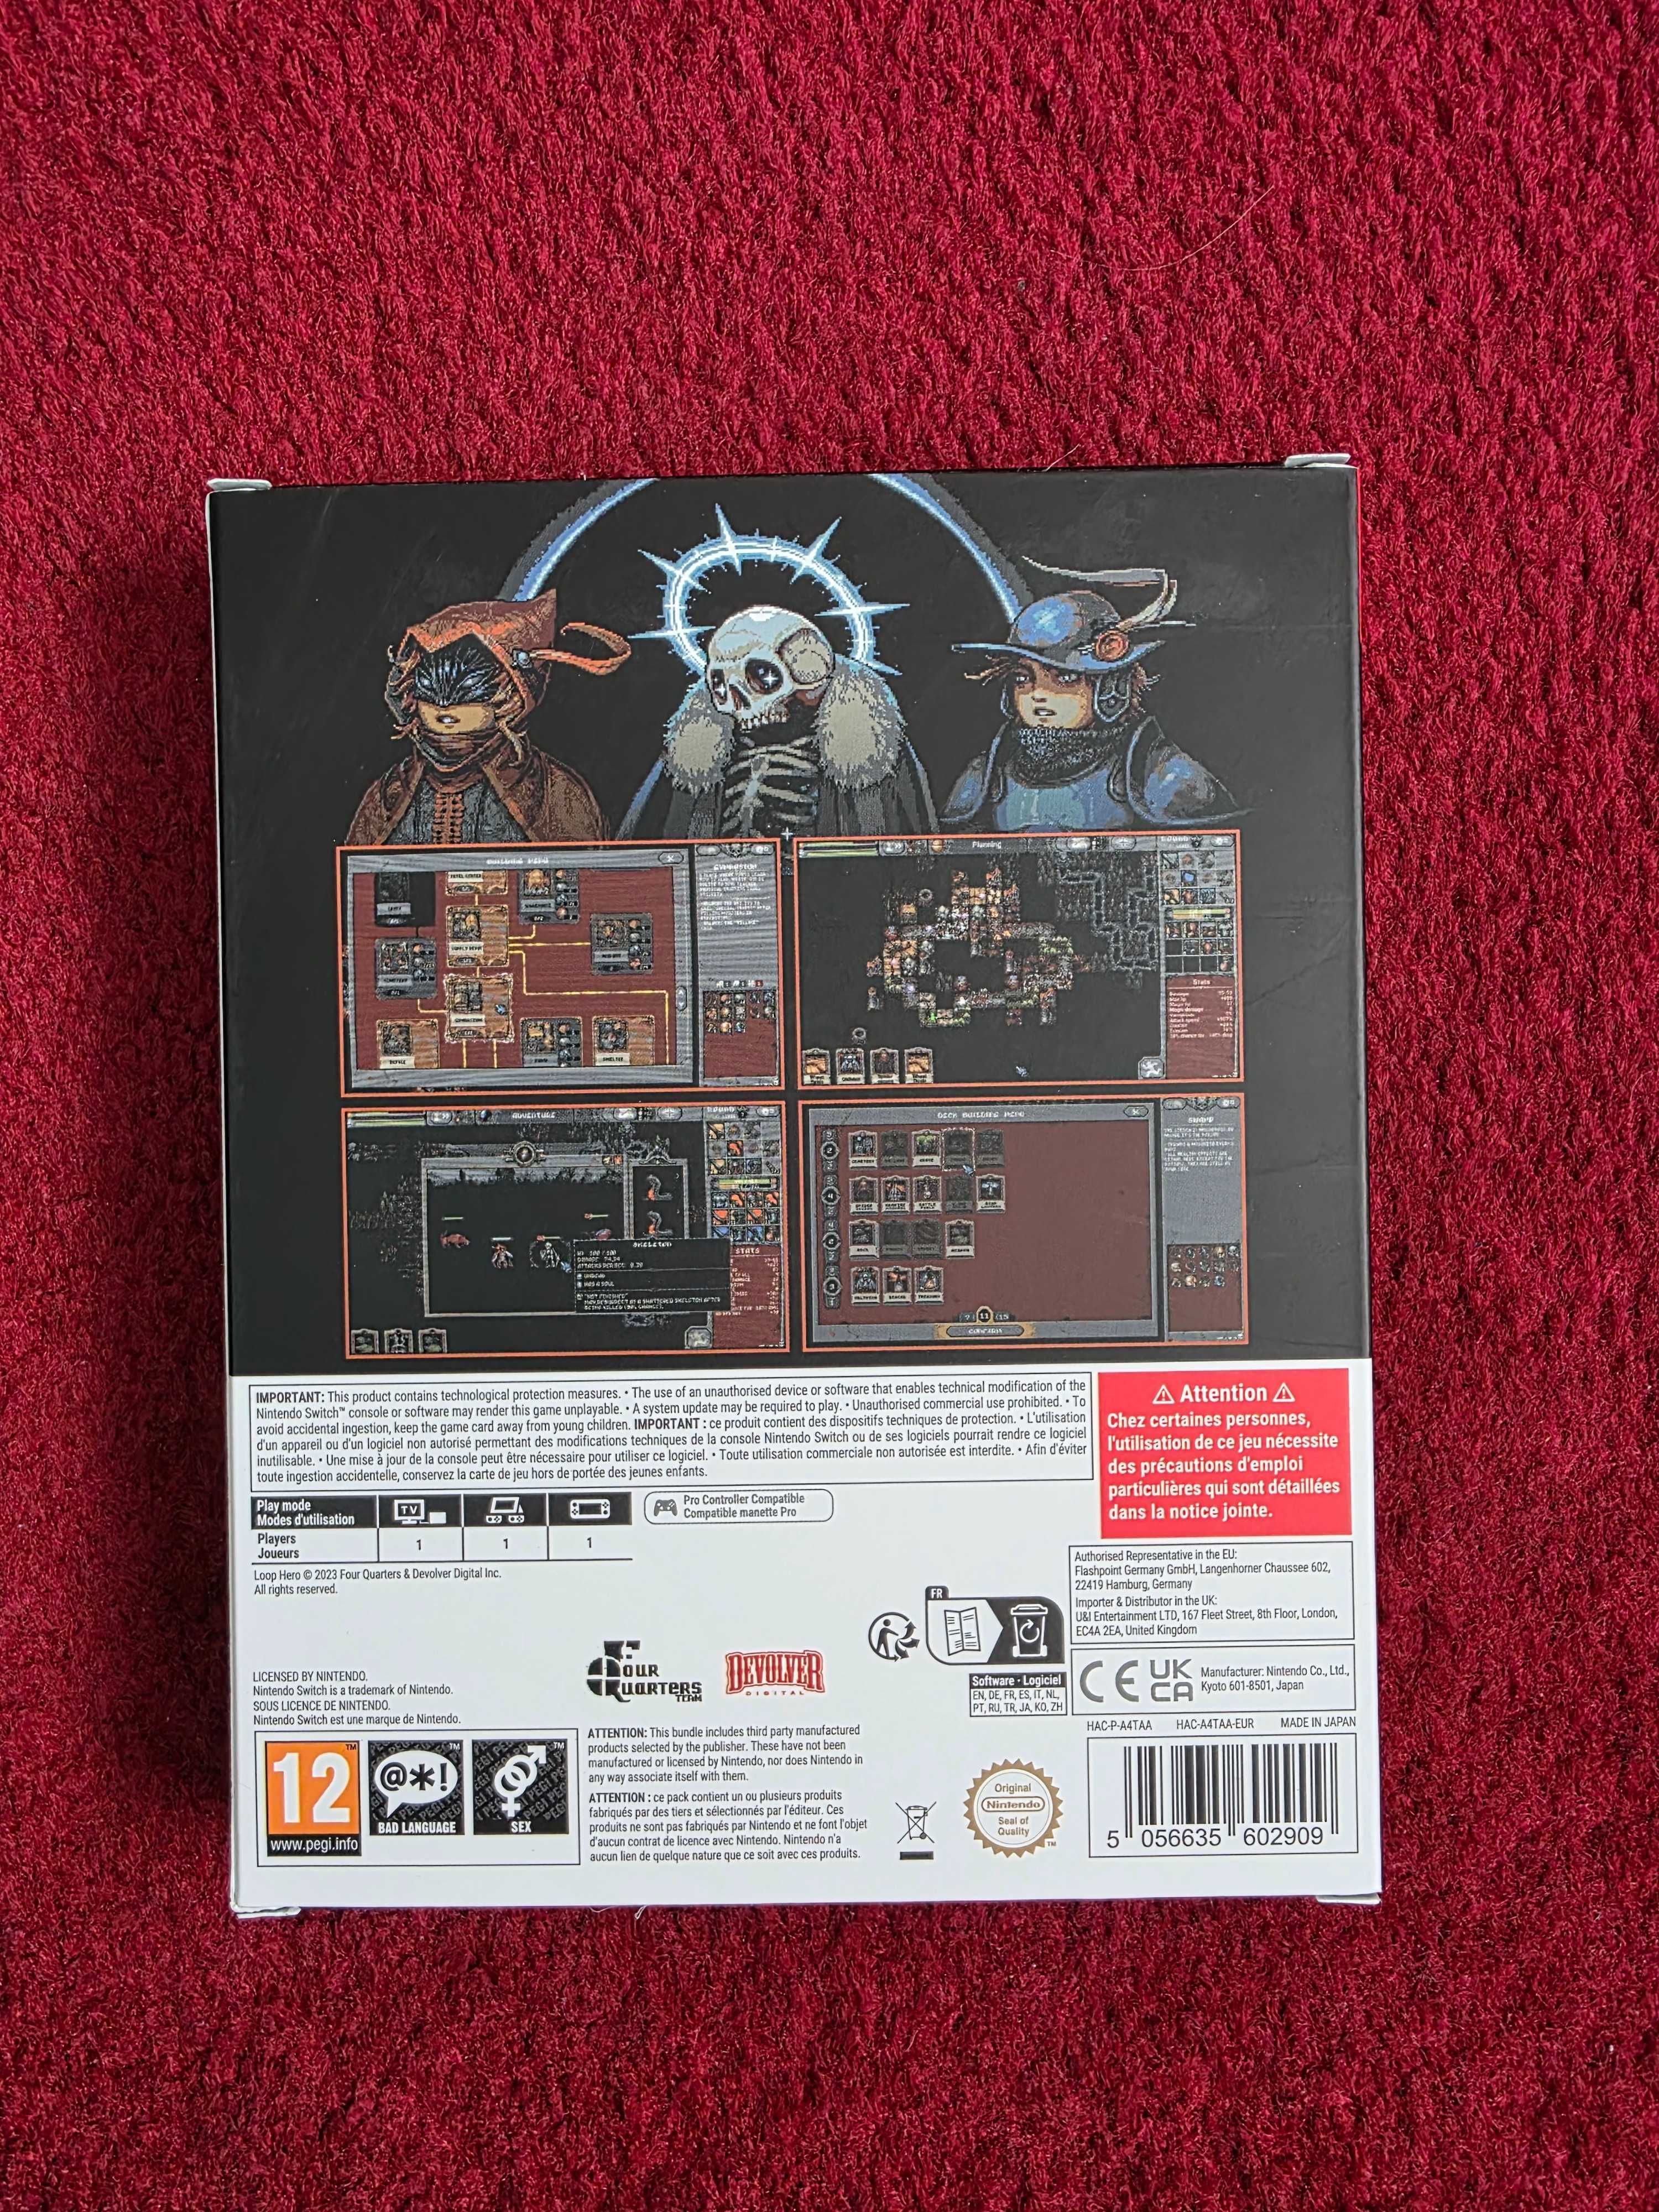 Planning
Stats
ADVENTURE
SKELETON
STATS
DECK BUILDING MENU
SWAMP
CONFIRM
IMPORTANT: This product contains technological protection measures. • The use of an unauthorised device or software that enables technical modification of the
Nintendo Switch™ console or software may render this game unplayable. • A system update may be required to play. • Unauthorised commercial use prohibited. • To
avoid accidental ingestion, keep the game card away from young children. IMPORTANT : ce produit contient des dispositifs techniques de protection. • L'utilisation
d'un appareil ou d'un logiciel non autorisé permettant des modifications techniques de la console Nintendo Switch ou de ses logiciels pourrait rendre ce logiciel
inutilisable. • Une mise à jour de la console peut être nécessaire pour utiliser ce logiciel. • Toute utilisation commerciale non autorisée est interdite. • Afin d'éviter
toute ingestion accidentelle, conservez la carte de jeu hors de portée des jeunes enfants.
⚠ Attention ⚠
Chez certaines personnes,
l'utilisation de ce jeu nécessite
des précautions d'emploi
particulières qui sont détaillées
dans la notice jointe.
Play mode
Modes d'utilisation
TV
Players
Joueurs
1 1 1
Pro Controller Compatible
Compatible manette Pro
Loop Hero © 2023 Four Quarters & Devolver Digital Inc.
All rights reserved.
Authorised Representative in the EU:
Flashpoint Germany GmbH, Langenhorner Chaussee 602,
22419 Hamburg, Germany
Importer & Distributor in the UK:
U&I Entertainment LTD, 167 Fleet Street, 8th Floor, London,
EC4A 2EA, United Kingdom
FR
FOUR
QUARTERS
TEAM
DEVOLVER
DIGITAL
Software - Logiciel
EN, DE, FR, ES, IT, NL,
PT, RU, TR, JA, KO, ZH
CE UK
CA
Manufacturer: Nintendo Co., Ltd.,
Kyoto 601-8501, Japan
LICENSED BY NINTENDO.
Nintendo Switch is a trademark of Nintendo.
SOUS LICENCE DE NINTENDO.
Nintendo Switch est une marque de Nintendo.
HAC-P-A4TAA HAC-A4TAA-EUR MADE IN JAPAN
12
™
www.pegi.info
@*!
BAD LANGUAGE
™
SEX
™
ATTENTION: This bundle includes third party manufactured
products selected by the publisher. These have not been
manufactured or licensed by Nintendo, nor does Nintendo in
any way associate itself with them.
ATTENTION : ce pack contient un ou plusieurs produits
fabriqués par des tiers et sélectionnés par l'éditeur. Ces
produits ne sont pas fabriqués par Nintendo et ne font l'objet
d'aucun contrat de licence avec Nintendo. Nintendo n'a
aucun lien de quelque nature que ce soit avec ces produits.
Original
Nintendo
Seal of
Quality
™
5 056635 602909